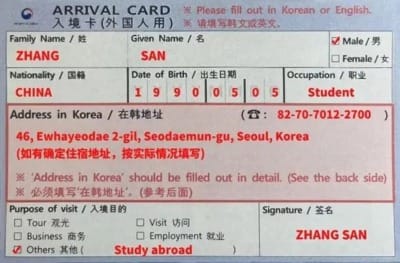 ARRIVAL CARD
入境卡(外国人用)
※ Please fill out in Korean or English.
※ 请填写韩文或英文。
Family Name / 姓
ZHANG
Given Name / 名
SAN
☑ Male / 男
☐ Female / 女
Nationality / 国籍
CHINA
Date of Birth / 出生日期
1 9 9 0 0 5 0 5
Occupation / 职业
Student
Address in Korea / 在韩地址
(☎: 82-70-7012-2700)
46, Ewhayeodae 2-gil, Seodaemun-gu, Seoul, Korea
(如有确定住宿地址，按实际情况填写)
※ 'Address in Korea' should be filled out in detail. (See the back side)
※ 必须填写'在韩地址'。(参考后面)
Purpose of visit / 入境目的
☐ Tour 观光
☐ Visit 访问
☐ Business 商务
☐ Employment 就业
☑ Others 其他 ( Study abroad )
Signature / 签名
ZHANG SAN